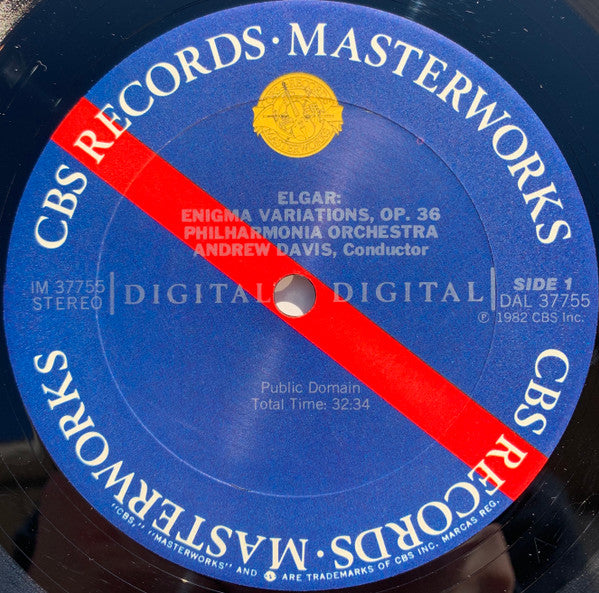 CBS RECORDS · MASTERWORKS
ELGAR:
ENIGMA VARIATIONS, OP. 36
PHILHARMONIA ORCHESTRA
ANDREW DAVIS, Conductor
IM 37755
STEREO
DIGITAL DIGITAL
SIDE 1
DAL 37755
℗ 1982 CBS Inc.
Public Domain
Total Time: 32:34
CBS RECORDS · MASTERWORKS
"CBS," "MASTERWORKS" AND ARE TRADEMARKS OF CBS INC. MARCAS REG.